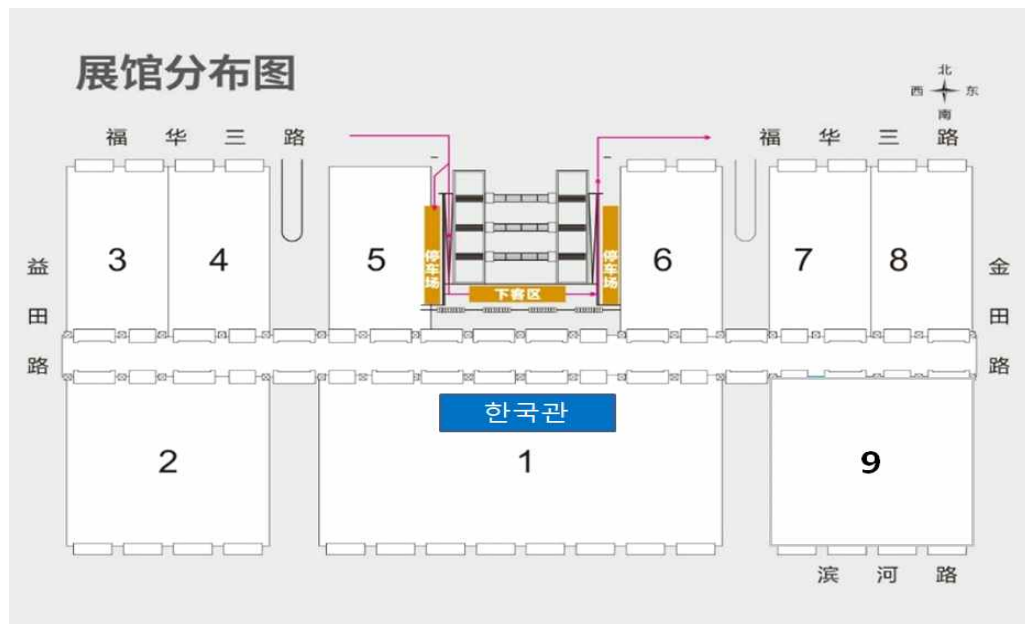 展馆分布图
北
西 东
南
福华三路
福华三路
3
4
5
停车场
下客区
停车场
6
7
8
益田路
金田路
한국관
2
1
9
滨河路